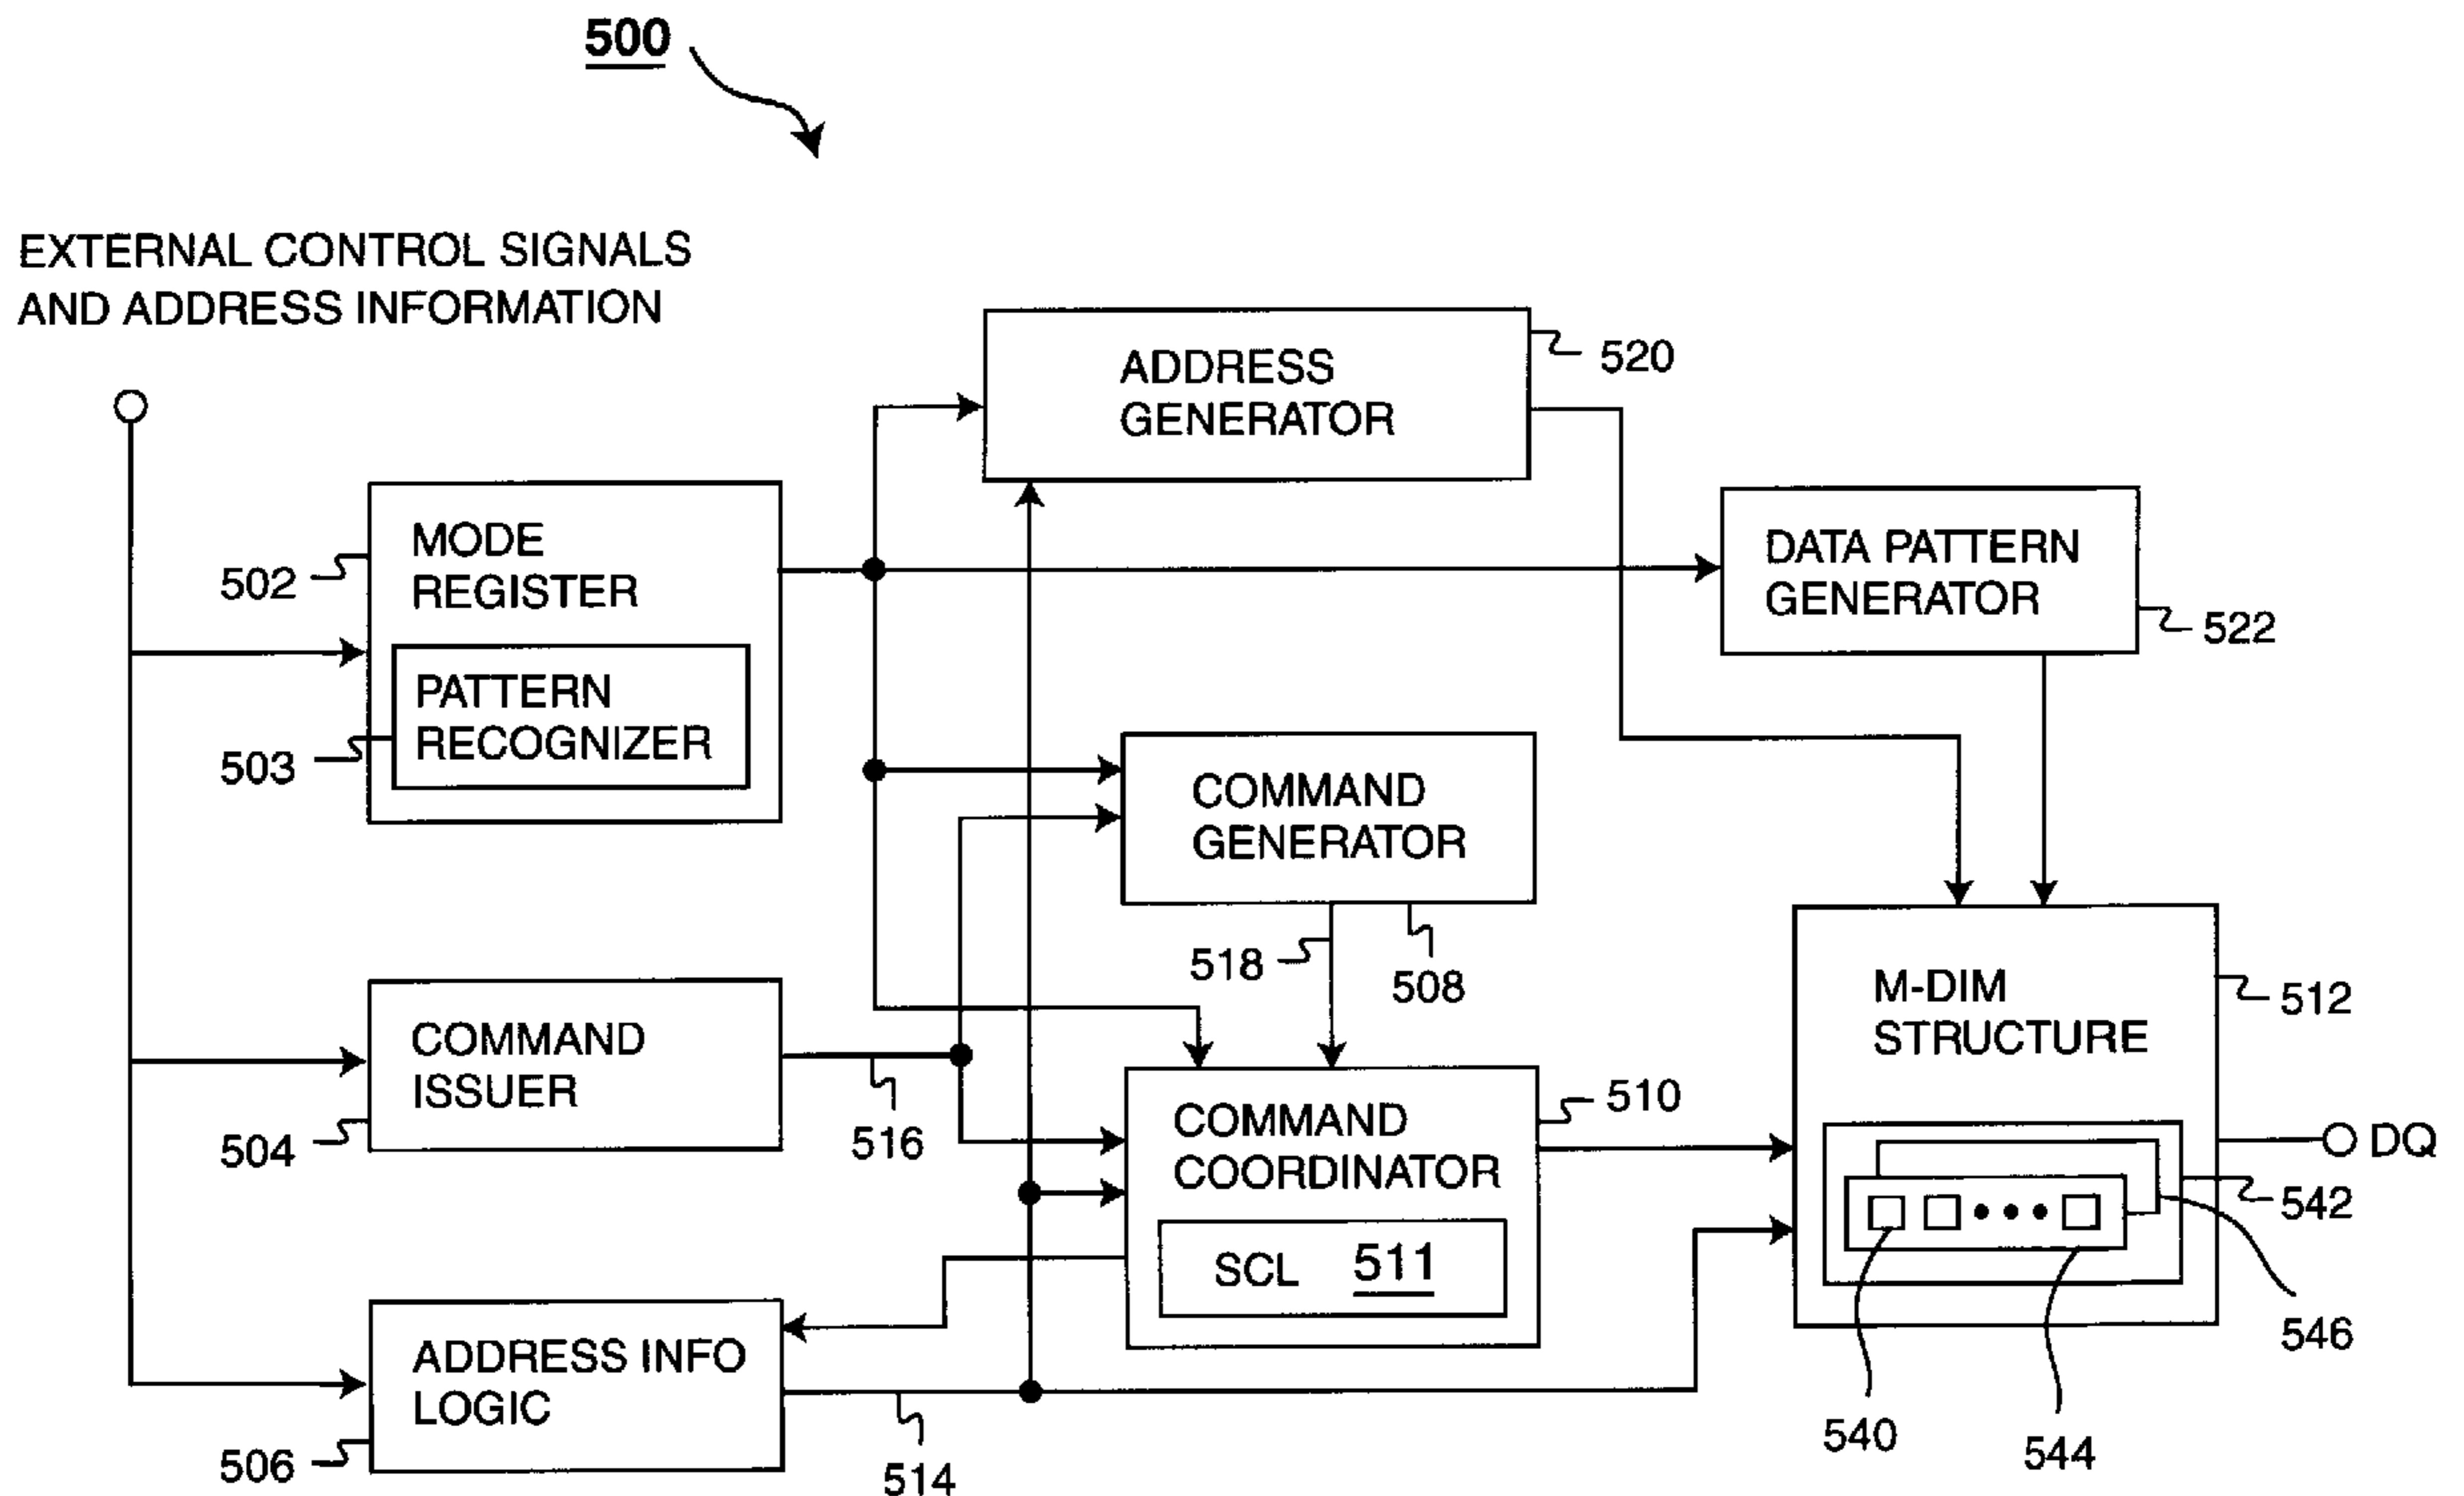 500
EXTERNAL CONTROL SIGNALS
AND ADDRESS INFORMATION
ADDRESS
GENERATOR
520
MODE
REGISTER
502
PATTERN
RECOGNIZER
503
DATA PATTERN
GENERATOR
522
COMMAND
GENERATOR
518
508
M-DIM
STRUCTURE
512
COMMAND
ISSUER
504
516
COMMAND
COORDINATOR
510
SCL 511
DQ
542
546
540
544
ADDRESS INFO
LOGIC
506
514